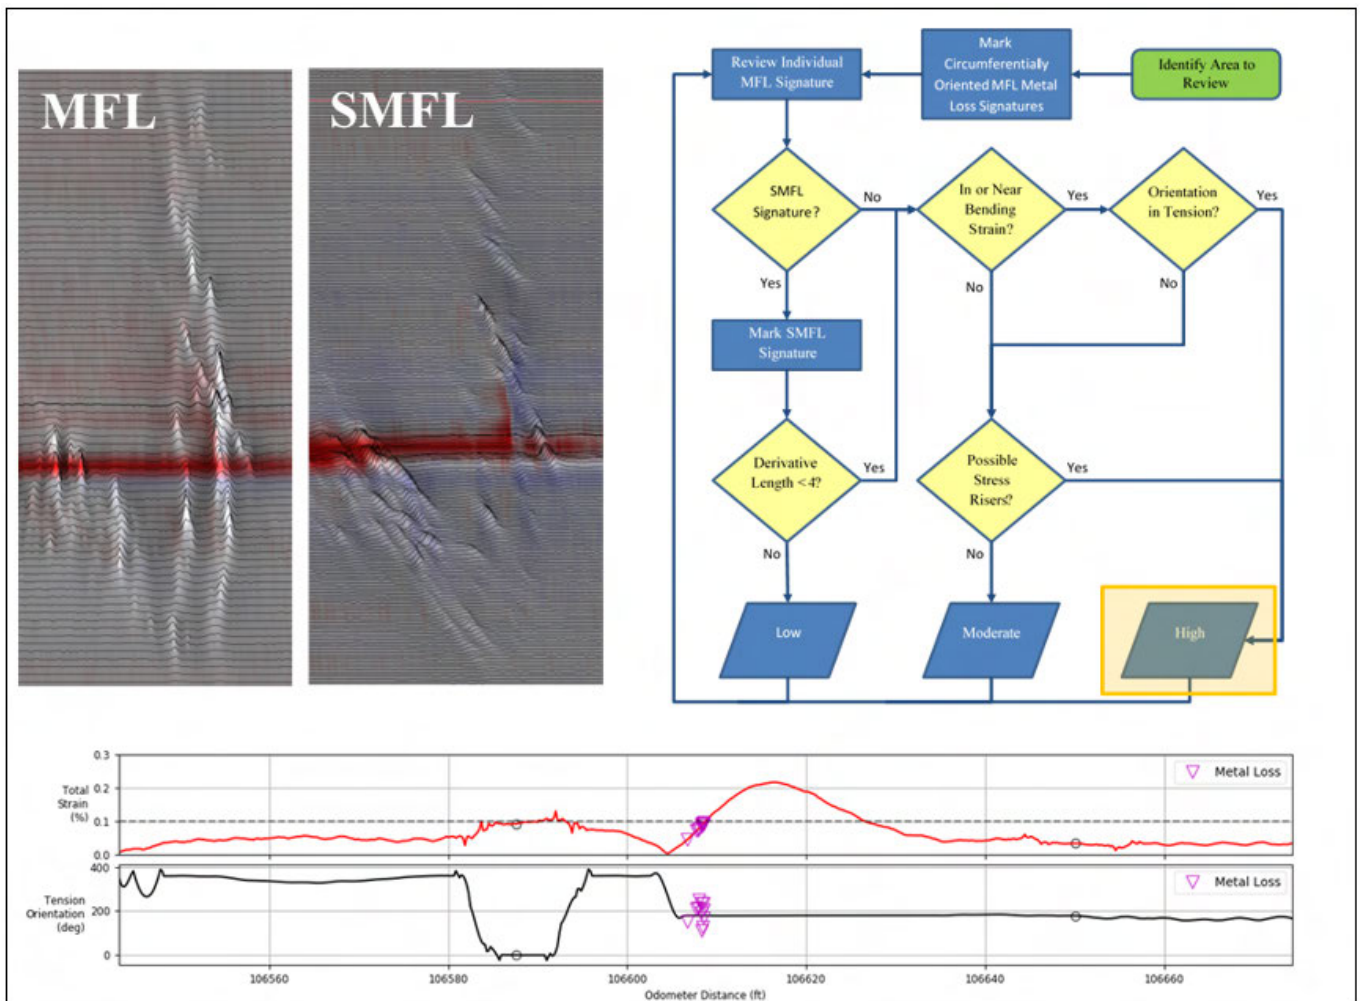 MFL
SMFL
Review Individual
MFL Signature
Mark
Circumferentially
Oriented MFL Metal
Loss Signatures
Identify Area to
Review
SMFL
Signature?
No
Yes
In or Near
Bending
Strain?
Yes
No
Orientation
in Tension?
Yes
No
Mark SMFL
Signature
Derivative
Length <4?
Yes
No
Possible
Stress
Risers?
Yes
No
Low
Moderate
High
Total
Strain
(%)
0.3
0.2
0.1
0.0
Metal Loss
Tension
Orientation
(deg)
400
200
0
Metal Loss
106560
106580
106600
106620
106640
106660
Odometer Distance (ft)